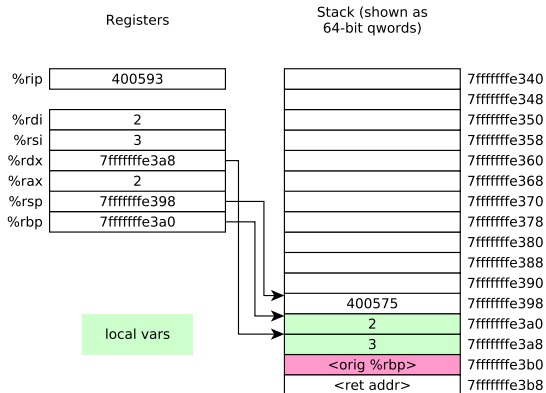 Registers
Stack (shown as
64-bit qwords)
%rip 400593
7fffffffe340
7fffffffe348
%rdi 2 7fffffffe350
%rsi 3 7fffffffe358
%rdx 7fffffffe3a8 7fffffffe360
%rax 2 7fffffffe368
%rsp 7fffffffe398 7fffffffe370
%rbp 7fffffffe3a0 7fffffffe378
7fffffffe380
7fffffffe388
7fffffffe390
400575 7fffffffe398
2 7fffffffe3a0
local vars
3 7fffffffe3a8
<orig %rbp> 7fffffffe3b0
<ret addr> 7fffffffe3b8